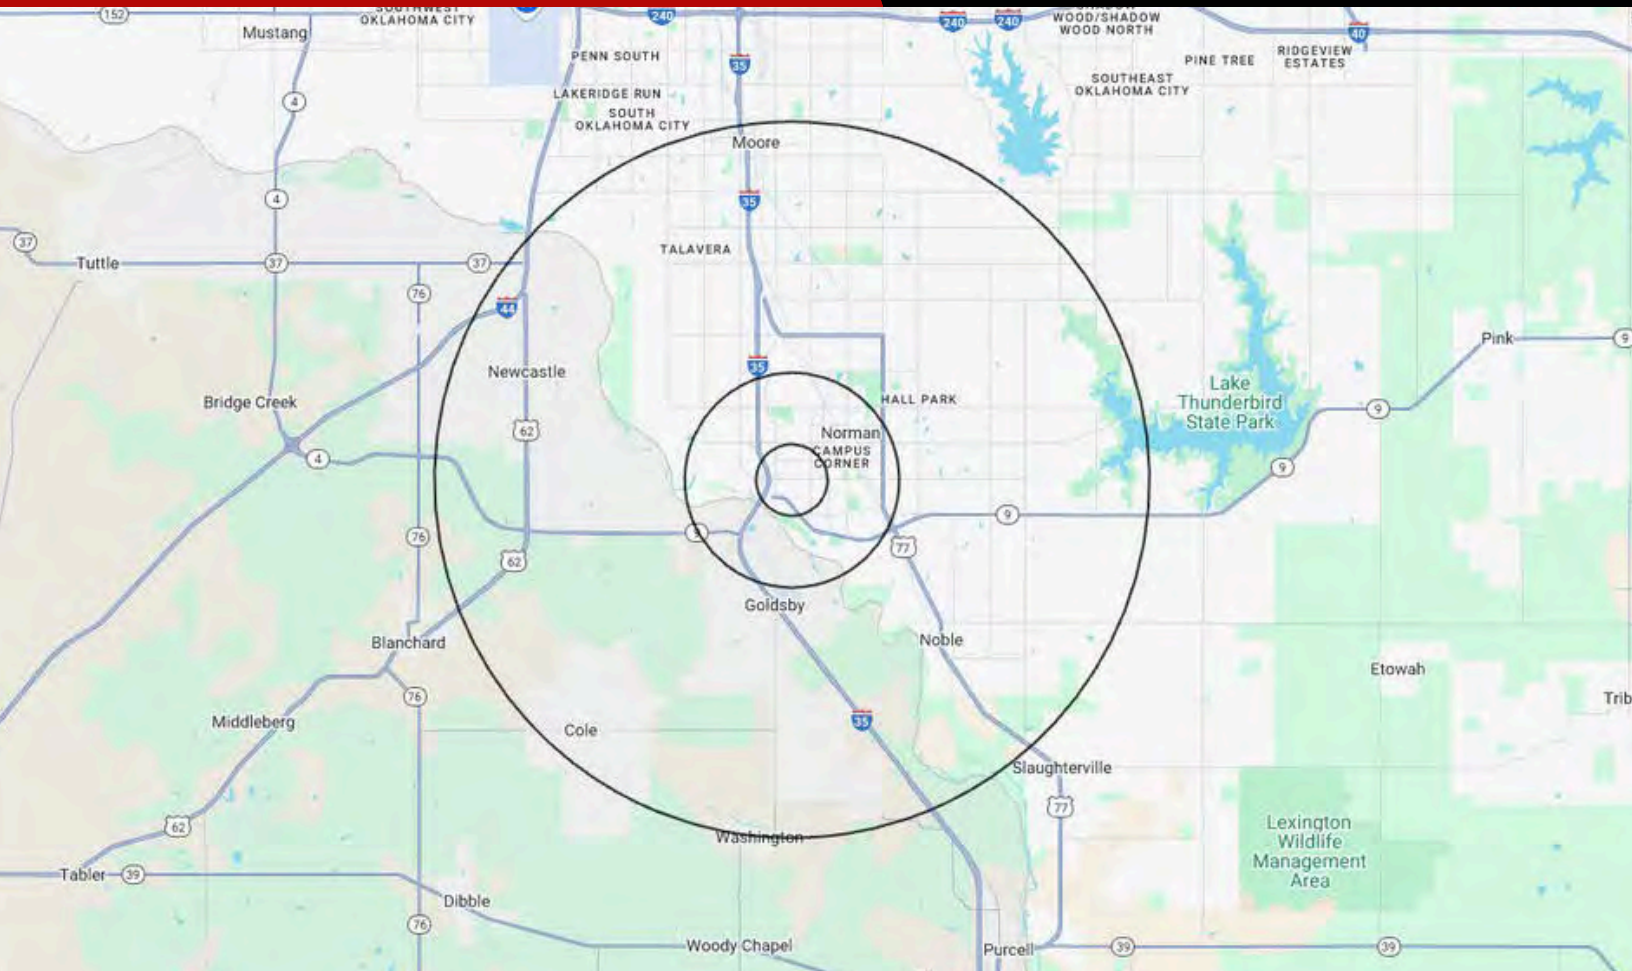 152
SOUTHWEST
OKLAHOMA CITY
Mustang
240
240
240
SHADOW
WOOD/SHADOW
WOOD NORTH
40
RIDGEVIEW
ESTATES
PINE TREE
PENN SOUTH
35
SOUTHEAST
OKLAHOMA CITY
LAKERIDGE RUN
4
SOUTH
OKLAHOMA CITY
Moore
4
35
37
TALAVERA
Tuttle
37
37
76
44
Pink
9
35
Newcastle
Lake
Thunderbird
State Park
HALL PARK
Bridge Creek
9
62
Norman
CAMPUS
CORNER
4
9
9
76
9
77
62
Goldsby
Blanchard
Noble
Etowah
76
Trib
Middleberg
35
Cole
Slaughterville
77
62
Washington
Lexington
Wildlife
Management
Area
Tabler
39
Dibble
76
Woody Chapel
Purcell
39
39